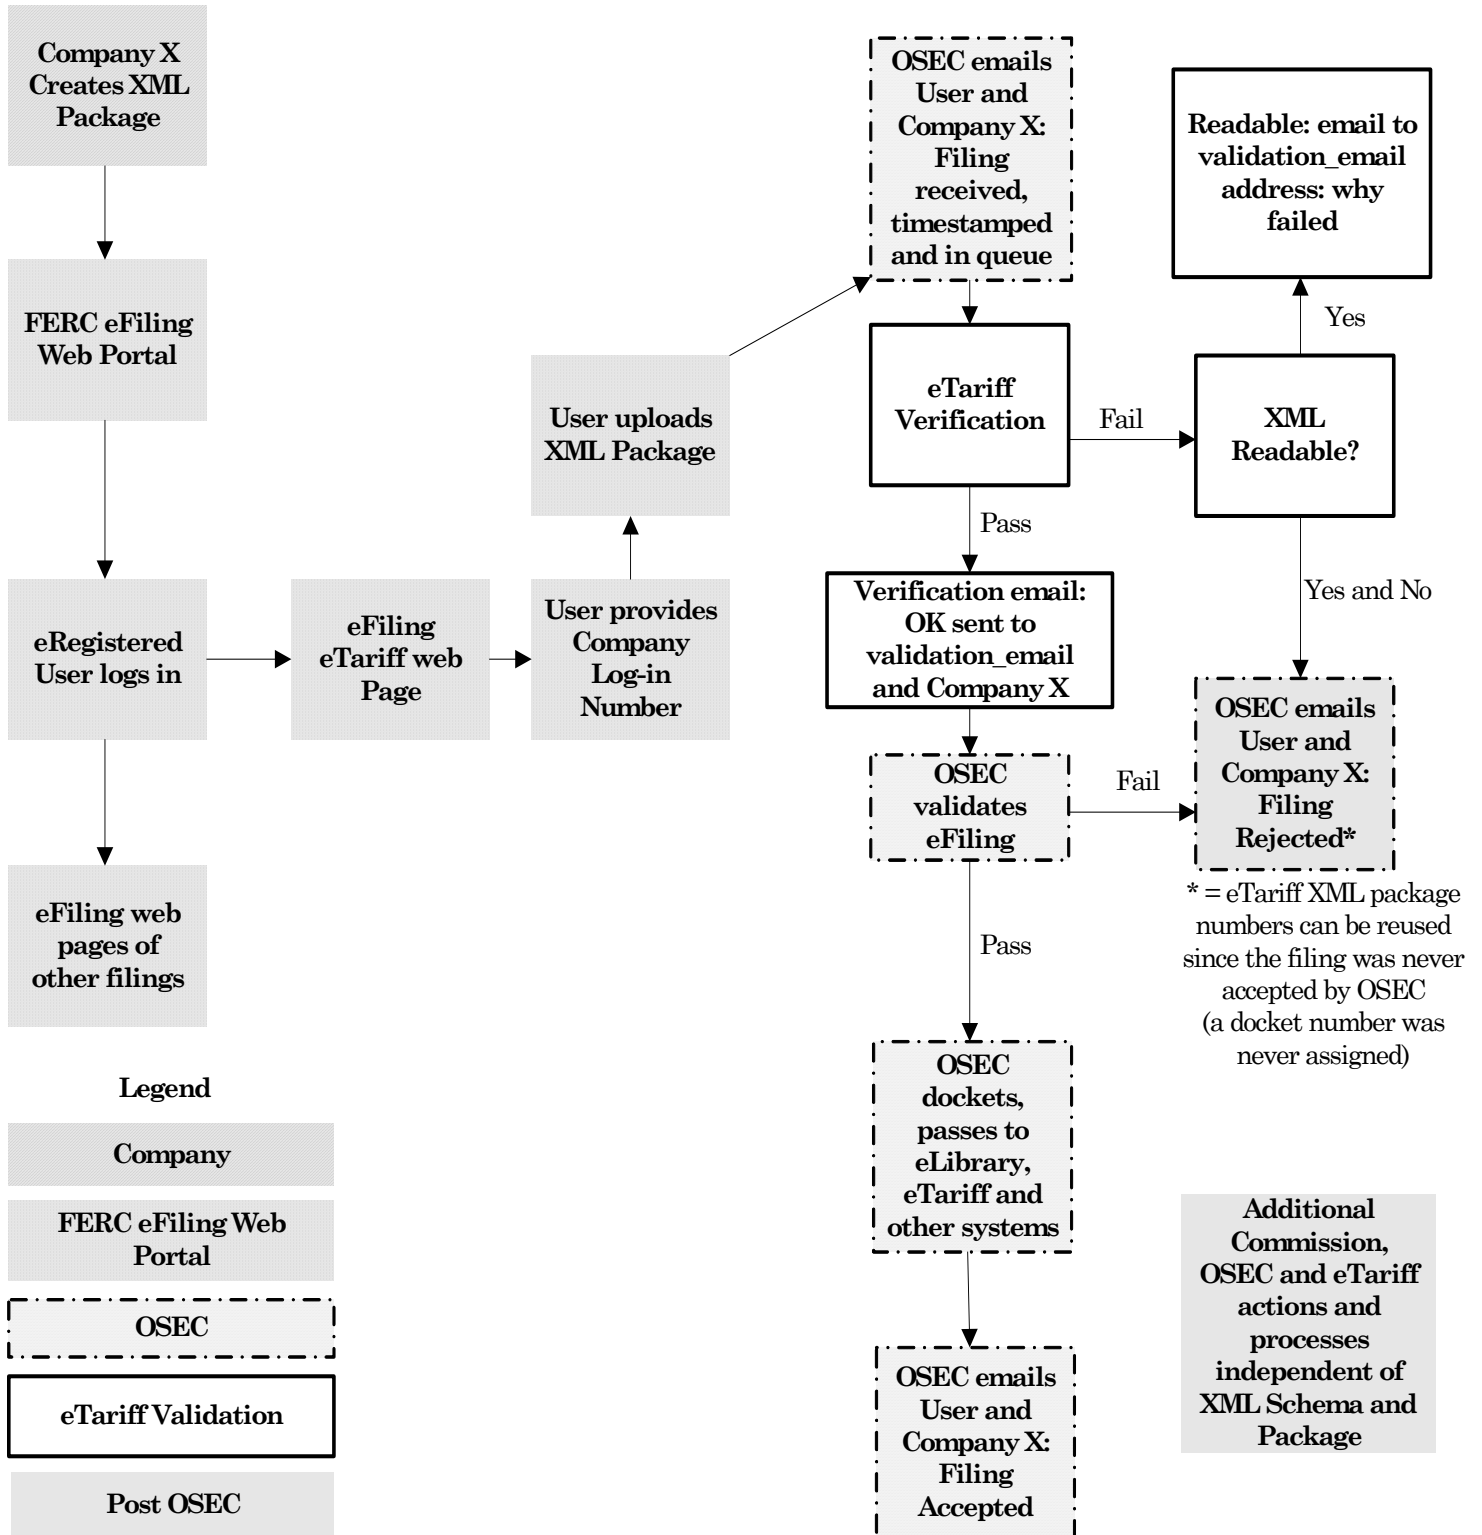 Company X
Creates XML
Package
FERC eFiling
Web Portal
eRegistered
User logs in
eFiling web
pages of
other filings
eFiling
eTariff web
Page
User provides
Company
Log-in
Number
User uploads
XML Package
OSEC emails
User and
Company X:
Filing
received,
timestamped
and in queue
eTariff
Verification
Fail
XML
Readable?
Yes
Readable: email to
validation_email
address: why
failed
Pass
Verification email:
OK sent to
validation_email
and Company X
Yes and No
OSEC
validates
eFiling
Fail
OSEC emails
User and
Company X:
Filing
Rejected*
* = eTariff XML package
numbers can be reused
since the filing was never
accepted by OSEC
(a docket number was
never assigned)
Pass
OSEC
dockets,
passes to
eLibrary,
eTariff and
other systems
OSEC emails
User and
Company X:
Filing
Accepted
Additional
Commission,
OSEC and eTariff
actions and
processes
independent of
XML Schema and
Package
Legend
Company
FERC eFiling Web
Portal
OSEC
eTariff Validation
Post OSEC